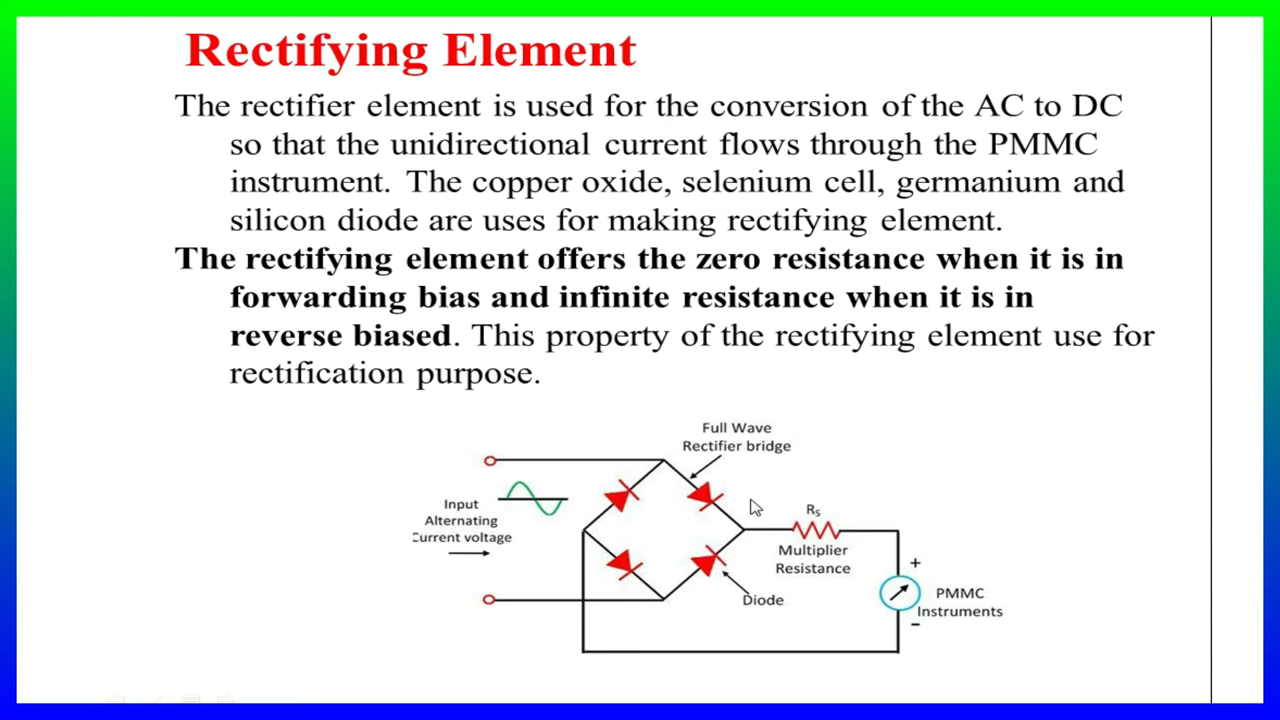 Rectifying Element
The rectifier element is used for the conversion of the AC to DC
so that the unidirectional current flows through the PMMC
instrument. The copper oxide, selenium cell, germanium and
silicon diode are uses for making rectifying element.
The rectifying element offers the zero resistance when it is in
forwarding bias and infinite resistance when it is in
reverse biased. This property of the rectifying element use for
rectification purpose.
Full Wave
Rectifier bridge
Input
Alternating
Current voltage
Rs
Multiplier
Resistance
Diode
+
PMMC
Instruments
−